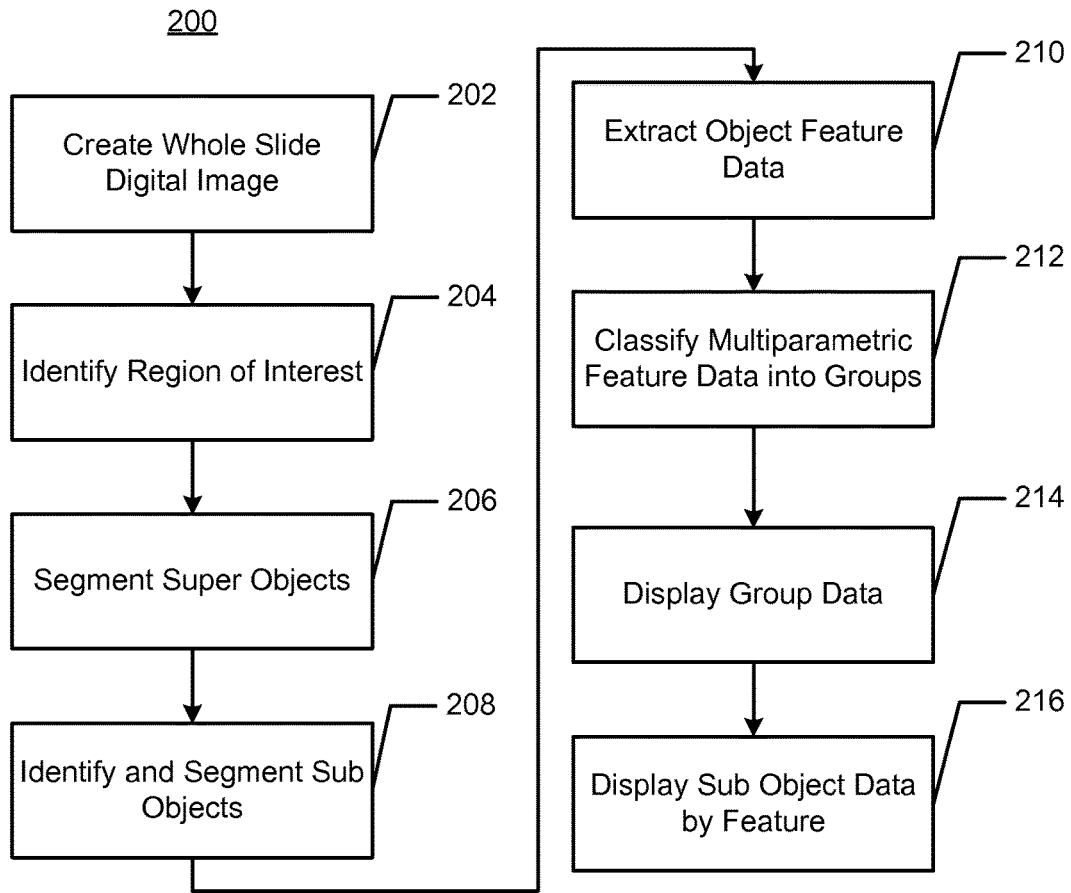 200
202
Create Whole Slide
Digital Image
204
Identify Region of Interest
206
Segment Super Objects
208
Identify and Segment Sub
Objects
210
Extract Object Feature
Data
212
Classify Multiparametric
Feature Data into Groups
214
Display Group Data
216
Display Sub Object Data
by Feature